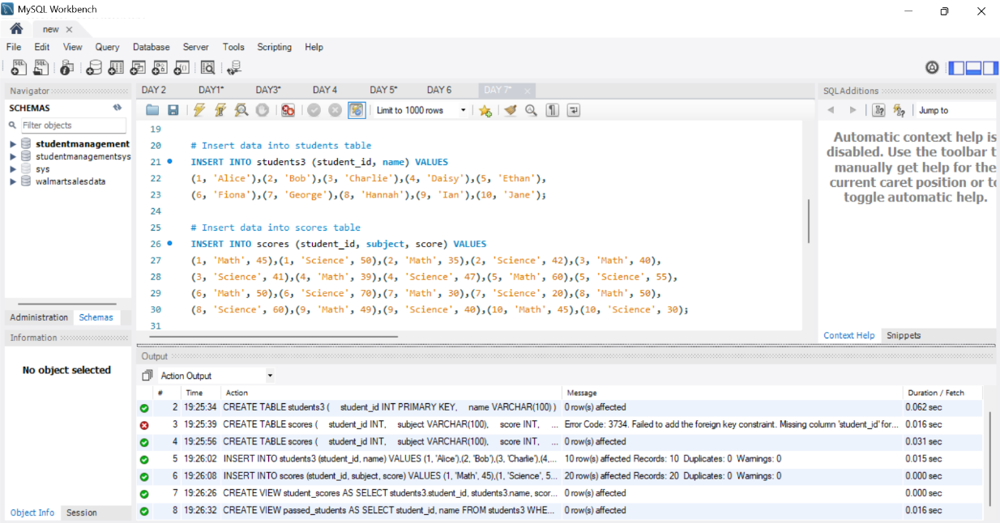 MySQL Workbench
new
File Edit View Query Database Server Tools Scripting Help
Navigator
SCHEMAS
Filter objects
studentmanagement
studentmanagementsys
sys
walmartsalesdata
Administration Schemas
Information
No object selected
Object Info Session
DAY 2 DAY1* DAY3* DAY 4 DAY 5* DAY 6 DAY 7*
Limit to 1000 rows
19
20 # Insert data into students table
21 INSERT INTO students3 (student_id, name) VALUES
22 (1, 'Alice'),(2, 'Bob'),(3, 'Charlie'),(4, 'Daisy'),(5, 'Ethan'),
23 (6, 'Fiona'),(7, 'George'),(8, 'Hannah'),(9, 'Ian'),(10, 'Jane');
24
25 # Insert data into scores table
26 INSERT INTO scores (student_id, subject, score) VALUES
27 (1, 'Math', 45),(1, 'Science', 50),(2, 'Math', 35),(2, 'Science', 42),(3, 'Math', 40),
28 (3, 'Science', 41),(4, 'Math', 39),(4, 'Science', 47),(5, 'Math', 60),(5, 'Science', 55),
29 (6, 'Math', 50),(6, 'Science', 70),(7, 'Math', 30),(7, 'Science', 20),(8, 'Math', 50),
30 (8, 'Science', 60),(9, 'Math', 49),(9, 'Science', 40),(10, 'Math', 45),(10, 'Science', 30);
31
SQLAdditions
Jump to
Automatic context help is
disabled. Use the toolbar t
manually get help for the
current caret position or to
toggle automatic help.
Context Help Snippets
Output
Action Output
# Time Action Message Duration / Fetch
2 19:25:34 CREATE TABLE students3 ( student_id INT PRIMARY KEY, name VARCHAR(100) ) 0 row(s) affected 0.062 sec
3 19:25:39 CREATE TABLE scores ( student_id INT, subject VARCHAR(100), score INT, ... Error Code: 3734. Failed to add the foreign key constraint. Missing column 'student_id' for... 0.016 sec
4 19:25:56 CREATE TABLE scores ( student_id INT, subject VARCHAR(100), score INT, ... 0 row(s) affected 0.031 sec
5 19:26:02 INSERT INTO students3 (student_id, name) VALUES (1, 'Alice'),(2, 'Bob'),(3, 'Charlie'),(4,... 10 row(s) affected Records: 10 Duplicates: 0 Warnings: 0 0.015 sec
6 19:26:08 INSERT INTO scores (student_id, subject, score) VALUES (1, 'Math', 45),(1, 'Science', 5... 20 row(s) affected Records: 20 Duplicates: 0 Warnings: 0 0.000 sec
7 19:26:26 CREATE VIEW student_scores AS SELECT students3.student_id, students3.name, scor... 0 row(s) affected 0.000 sec
8 19:26:32 CREATE VIEW passed_students AS SELECT student_id, name FROM students3 WHE... 0 row(s) affected 0.016 sec